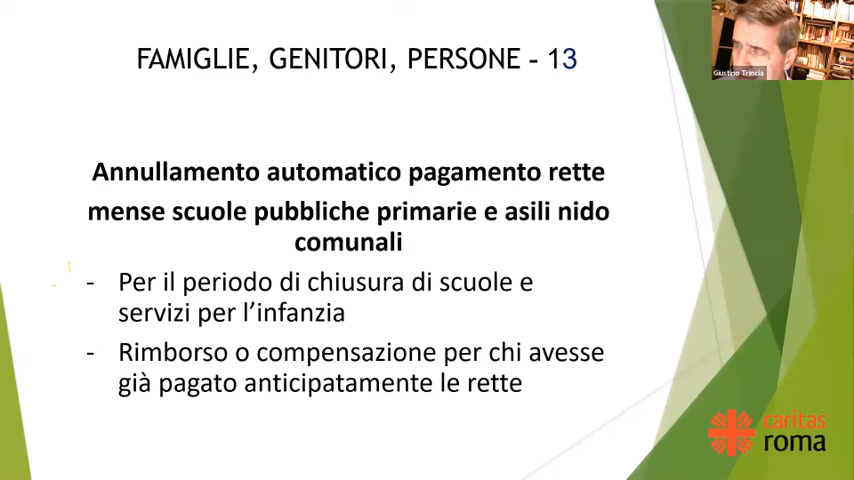 FAMIGLIE, GENITORI, PERSONE - 13
Giustino Trincia
Annullamento automatico pagamento rette
mense scuole pubbliche primarie e asili nido
comunali
- Per il periodo di chiusura di scuole e
servizi per l’infanzia
- Rimborso o compensazione per chi avesse
già pagato anticipatamente le rette
caritas
roma